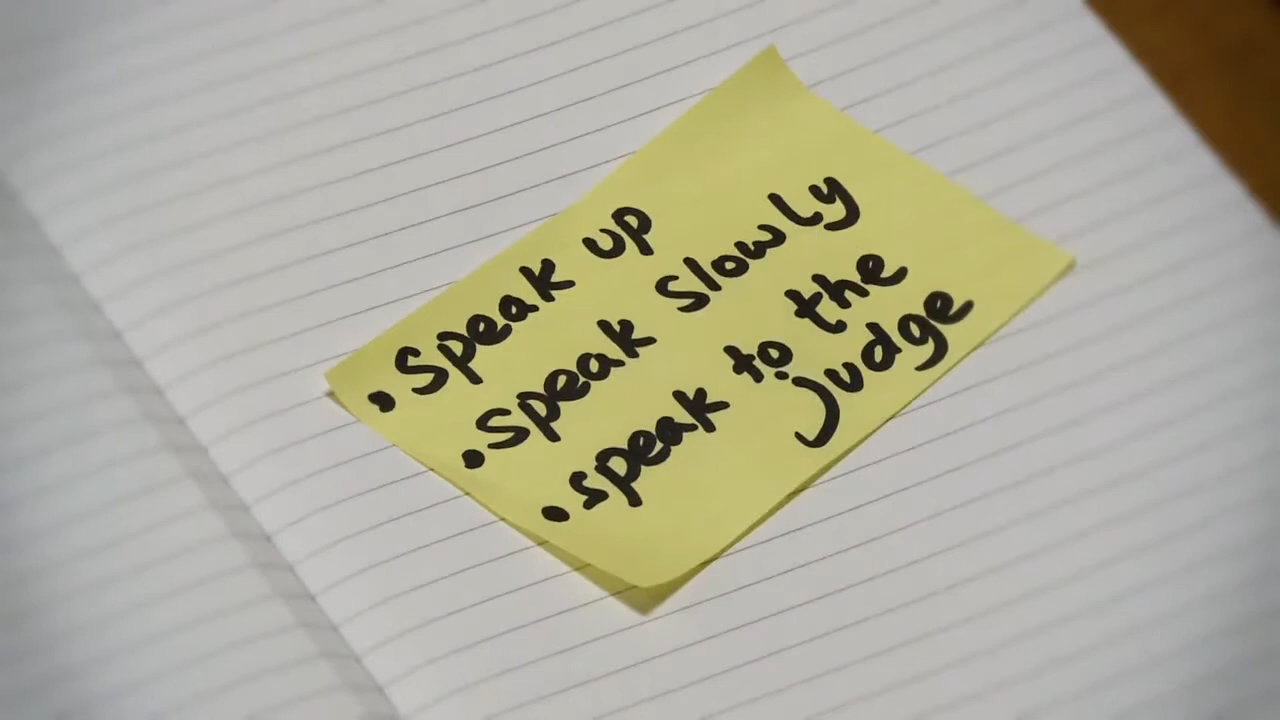 • Speak up
• Speak Slowly
• Speak to the
judge